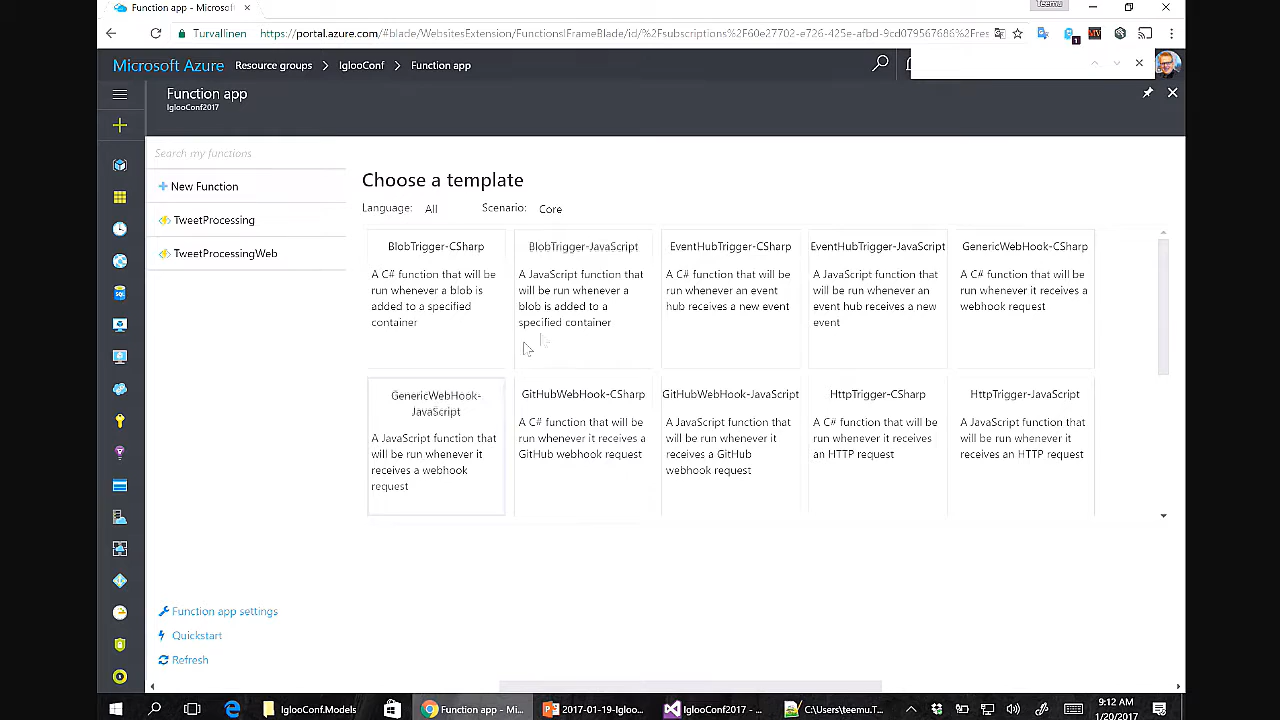 Function app - Microsof
Teemu
Turvallinen
https://portal.azure.com/#blade/WebsitesExtension/FunctionsIFrameBlade/id/%2Fsubscriptions%2F60e27702-e726-425e-afbd-9cd079567686%2Fres
Microsoft Azure Resource groups > IglooConf > Function app
Function app
IglooConf2017
Search my functions
New Function
TweetProcessing
TweetProcessingWeb
Choose a template
Language: All Scenario: Core
BlobTrigger-CSharp
A C# function that will be
run whenever a blob is
added to a specified
container
BlobTrigger-JavaScript
A JavaScript function that
will be run whenever a
blob is added to a
specified container
EventHubTrigger-CSharp
A C# function that will be
run whenever an event
hub receives a new event
EventHubTrigger-JavaScript
A JavaScript function that
will be run whenever an
event hub receives a new
event
GenericWebHook-CSharp
A C# function that will be
run whenever it receives a
webhook request
GenericWebHook-
JavaScript
A JavaScript function that
will be run whenever it
receives a webhook
request
GitHubWebHook-CSharp
A C# function that will be
run whenever it receives a
GitHub webhook request
GitHubWebHook-JavaScript
A JavaScript function that
will be run whenever it
receives a GitHub
webhook request
HttpTrigger-CSharp
A C# function that will be
run whenever it receives
an HTTP request
HttpTrigger-JavaScript
A JavaScript function that
will be run whenever it
receives an HTTP request
Function app settings
Quickstart
Refresh
IglooConf.Models
Function app - Mi...
2017-01-19-Igloo...
IglooConf2017 - ...
C:\Users\teemu.T...
9:12 AM
1/20/2017